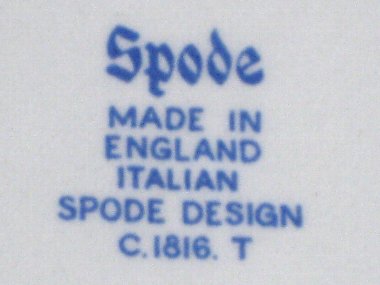 Spode
MADE IN
ENGLAND
ITALIAN
SPODE DESIGN
C.1816. T